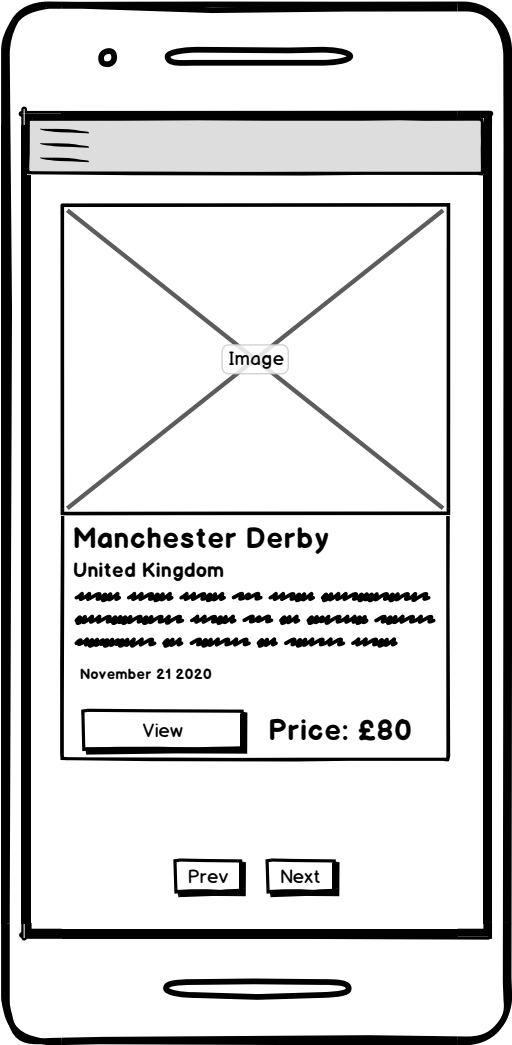 Image
Manchester Derby
United Kingdom
November 21 2020
View
Price: £80
Prev
Next